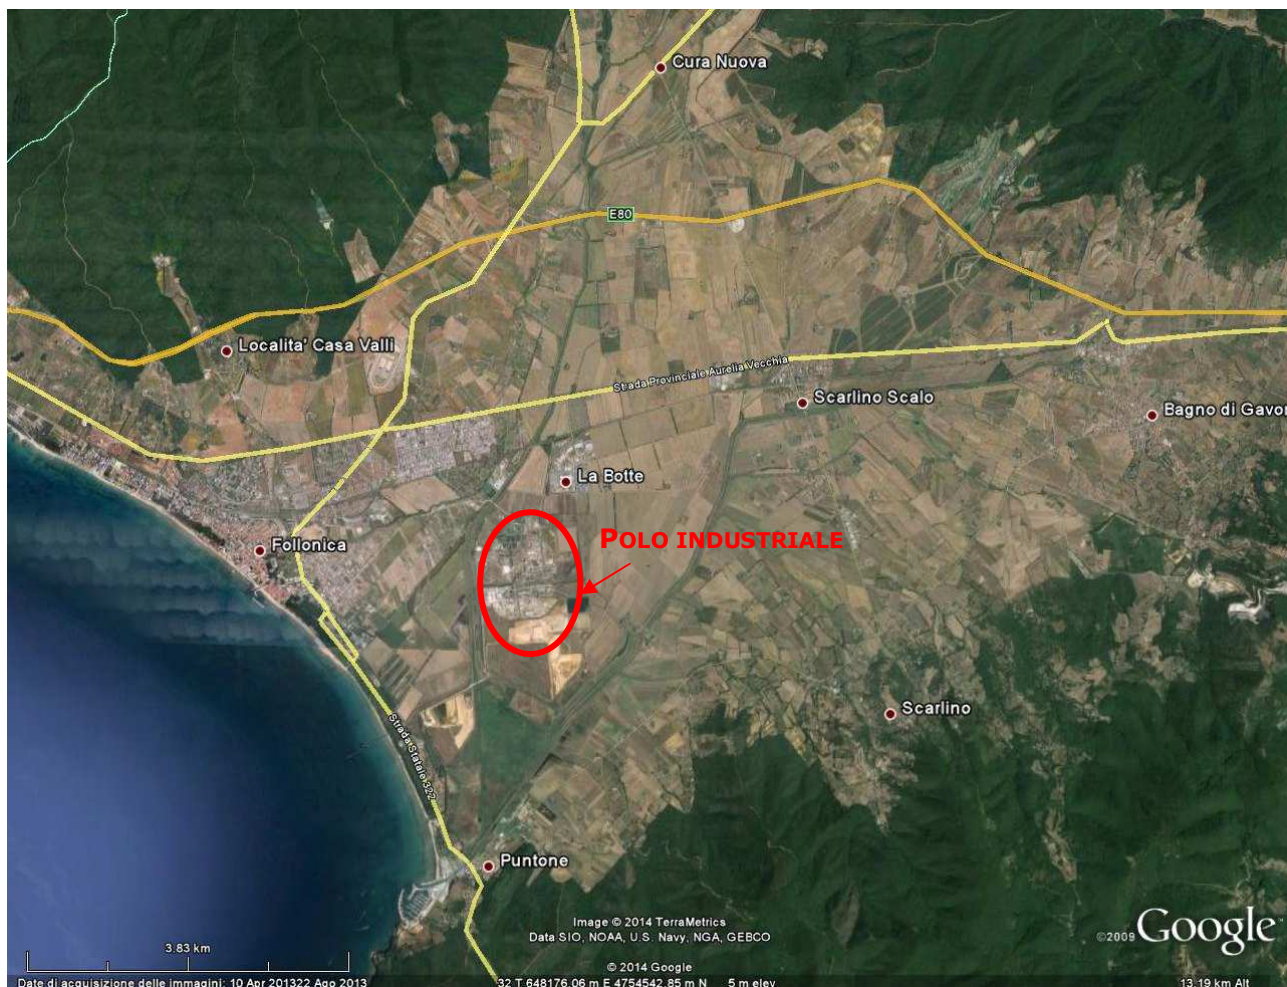 Cura Nuova
E80
Localita' Casa Valli
Strada Provinciale Aurelia Vecchia
Scarlino Scalo
Bagno di Gavor
La Botte
Follonica
POLO INDUSTRIALE
Scarlino
Strada Statale 322
Puntone
Image © 2014 TerraMetrics
Data SIO, NOAA, U.S. Navy, NGA, GEBCO
©2009 Google
3.83 km
© 2014 Google
Date di acquisizione delle immagini: 10 Apr 201322 Ago 2013
32 T 648176.06 m E 4754542.85 m N 5 m elev
13.19 km Alt